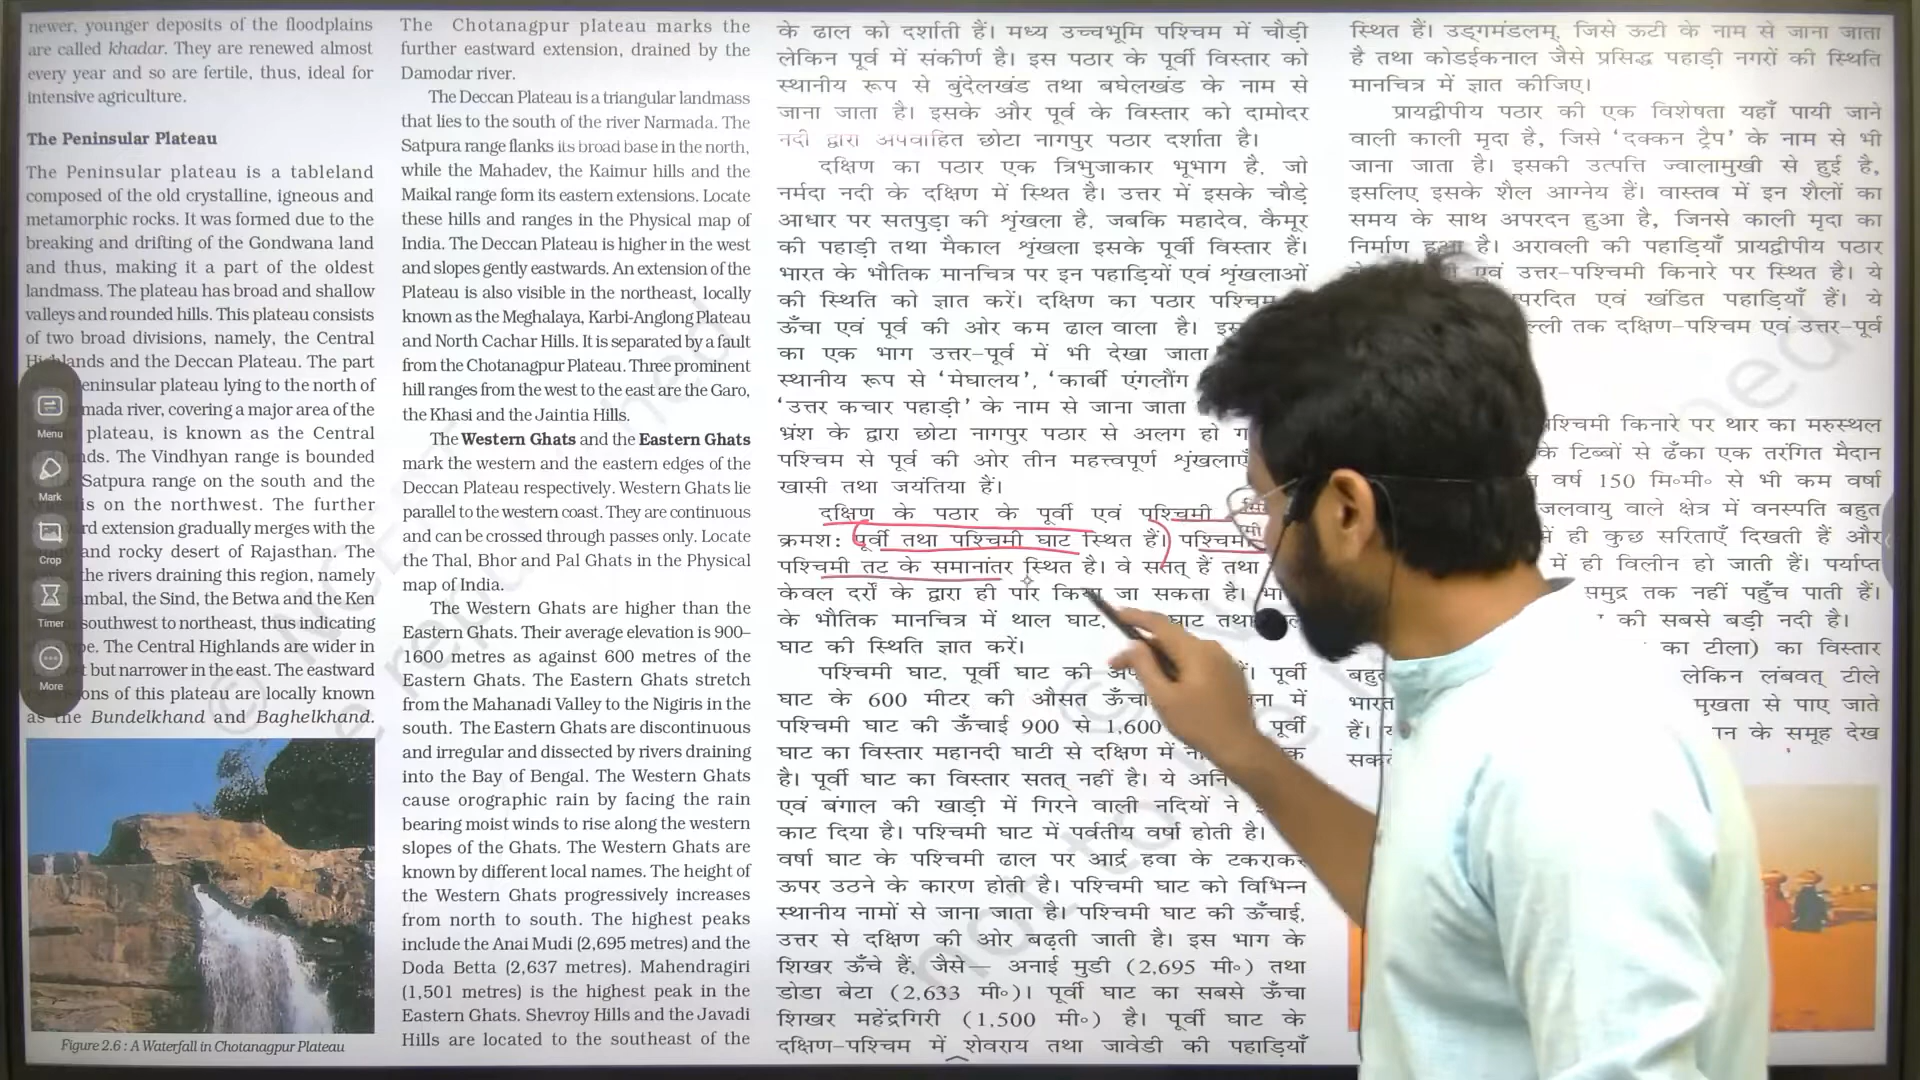 newer, younger deposits of the floodplains
are called khadar. They are renewed almost
every year and so are fertile, thus, ideal for
intensive agriculture.
The Peninsular Plateau
The Peninsular plateau is a tableland
composed of the old crystalline, igneous and
metamorphic rocks. It was formed due to the
breaking and drifting of the Gondwana land
and thus, making it a part of the oldest
landmass. The plateau has broad and shallow
valleys and rounded hills. This plateau consists
of two broad divisions, namely, the Central
Highlands and the Deccan Plateau. The part
eninsular plateau lying to the north of
mada river, covering a major area of the
plateau, is known as the Central
nds. The Vindhyan range is bounded
Satpura range on the south and the
is on the northwest. The further
rd extension gradually merges with the
and rocky desert of Rajasthan. The
the rivers draining this region, namely
ambal, the Sind, the Betwa and the Ken
southwest to northeast, thus indicating
pe. The Central Highlands are wider in
t but narrower in the east. The eastward
ons of this plateau are locally known
as the Bundelkhand and Baghelkhand.
Menu
Mark
Crop
Timer
More
Figure 2.6 : A Waterfall in Chotanagpur Plateau
The Chotanagpur plateau marks the
further eastward extension, drained by the
Damodar river.
The Deccan Plateau is a triangular landmass
that lies to the south of the river Narmada. The
Satpura range flanks its broad base in the north,
while the Mahadev, the Kaimur hills and the
Maikal range form its eastern extensions. Locate
these hills and ranges in the Physical map of
India. The Deccan Plateau is higher in the west
and slopes gently eastwards. An extension of the
Plateau is also visible in the northeast, locally
known as the Meghalaya, Karbi-Anglong Plateau
and North Cachar Hills. It is separated by a fault
from the Chotanagpur Plateau. Three prominent
hill ranges from the west to the east are the Garo,
the Khasi and the Jaintia Hills.
The Western Ghats and the Eastern Ghats
mark the western and the eastern edges of the
Deccan Plateau respectively. Western Ghats lie
parallel to the western coast. They are continuous
and can be crossed through passes only. Locate
the Thal, Bhor and Pal Ghats in the Physical
map of India.
The Western Ghats are higher than the
Eastern Ghats. Their average elevation is 900–
1600 metres as against 600 metres of the
Eastern Ghats. The Eastern Ghats stretch
from the Mahanadi Valley to the Nigiris in the
south. The Eastern Ghats are discontinuous
and irregular and dissected by rivers draining
into the Bay of Bengal. The Western Ghats
cause orographic rain by facing the rain
bearing moist winds to rise along the western
slopes of the Ghats. The Western Ghats are
known by different local names. The height of
the Western Ghats progressively increases
from north to south. The highest peaks
include the Anai Mudi (2,695 metres) and the
Doda Betta (2,637 metres). Mahendragiri
(1,501 metres) is the highest peak in the
Eastern Ghats. Shevroy Hills and the Javadi
Hills are located to the southeast of the
के ढाल को दर्शाती हैं। मध्य उच्चभूमि पश्चिम में चौड़ी
लेकिन पूर्व में संकीर्ण है। इस पठार के पूर्वी विस्तार को
स्थानीय रूप से बुंदेलखंड तथा बघेलखंड के नाम से
जाना जाता है। इसके और पूर्व के विस्तार को दामोदर
नदी द्वारा अपवाहित छोटा नागपुर पठार दर्शाता है।
दक्षिण का पठार एक त्रिभुजाकार भूभाग है, जो
नर्मदा नदी के दक्षिण में स्थित है। उत्तर में इसके चौड़े
आधार पर सतपुड़ा की शृंखला है, जबकि महादेव, कैमूर
की पहाड़ी तथा मैकाल शृंखला इसके पूर्वी विस्तार हैं।
भारत के भौतिक मानचित्र पर इन पहाड़ियों एवं शृंखलाओं
की स्थिति को ज्ञात करें। दक्षिण का पठार पश्चिम
ऊँचा एवं पूर्व की ओर कम ढाल वाला है। इस
का एक भाग उत्तर–पूर्व में भी देखा जाता
स्थानीय रूप से ‘मेघालय’, ‘कार्बी एंगलौंग
‘उत्तर कचार पहाड़ी’ के नाम से जाना जाता
भ्रंश के द्वारा छोटा नागपुर पठार से अलग हो ग
पश्चिम से पूर्व की ओर तीन महत्त्वपूर्ण शृंखलाएँ
खासी तथा जयंतिया हैं।
दक्षिण के पठार के पूर्वी एवं पश्चिमी
क्रमश: पूर्वी तथा पश्चिमी घाट स्थित हैं। पश्चिमी
पश्चिमी तट के समानांतर स्थित है। वे सतत् हैं तथा
केवल दर्रों के द्वारा ही पार किया जा सकता है। भा
के भौतिक मानचित्र में थाल घाट, घाट तथा
घाट की स्थिति ज्ञात करें।
पश्चिमी घाट, पूर्वी घाट की पूर्वी
घाट के 600 मीटर की औसत ऊँचा में
पश्चिमी घाट की ऊँचाई 900 से 1,600 पूर्वी
घाट का विस्तार महानदी घाटी से दक्षिण में
है। पूर्वी घाट का विस्तार सतत् नहीं है। ये अनि
एवं बंगाल की खाड़ी में गिरने वाली नदियों ने
काट दिया है। पश्चिमी घाट में पर्वतीय वर्षा होती है।
वर्षा घाट के पश्चिमी ढाल पर आर्द्र हवा के टकराकर
ऊपर उठने के कारण होती है। पश्चिमी घाट को विभिन्न
स्थानीय नामों से जाना जाता है। पश्चिमी घाट की ऊँचाई,
उत्तर से दक्षिण की ओर बढ़ती जाती है। इस भाग के
शिखर ऊँचे हैं, जैसे— अनाई मुडी (2,695 मी॰) तथा
डोडा बेटा (2,633 मी॰)। पूर्वी घाट का सबसे ऊँचा
शिखर महेंद्रगिरी (1,500 मी॰) है। पूर्वी घाट के
दक्षिण–पश्चिम में शेवराय तथा जावेडी की पहाड़ियाँ
स्थित हैं। उड्गमंडलम्, जिसे ऊटी के नाम से जाना जाता
है तथा कोडईकनाल जैसे प्रसिद्ध पहाड़ी नगरों की स्थिति
मानचित्र में ज्ञात कीजिए।
प्रायद्वीपीय पठार की एक विशेषता यहाँ पायी जाने
वाली काली मृदा है, जिसे ‘दक्कन ट्रैप’ के नाम से भी
जाना जाता है। इसकी उत्पत्ति ज्वालामुखी से हुई है,
इसलिए इसके शैल आग्नेय हैं। वास्तव में इन शैलों का
समय के साथ अपरदन हुआ है, जिनसे काली मृदा का
निर्माण हुआ है। अरावली की पहाड़ियाँ प्रायद्वीपीय पठार
एवं उत्तर–पश्चिमी किनारे पर स्थित है। ये
परदित एवं खंडित पहाड़ियाँ हैं। ये
ल्ली तक दक्षिण–पश्चिम एवं उत्तर–पूर्व
श्चिमी किनारे पर थार का मरुस्थल
के टिब्बों से ढँका एक तरंगित मैदान
वर्ष 150 मि॰मी॰ से भी कम वर्षा
जलवायु वाले क्षेत्र में वनस्पति बहुत
में ही कुछ सरिताएँ दिखती हैं और
में ही विलीन हो जाती हैं। पर्याप्त
समुद्र तक नहीं पहुँच पाती हैं।
की सबसे बड़ी नदी है।
का टीला) का विस्तार
बहुत लेकिन लंबवत् टीले
भारत मुखता से पाए जाते
हैं। के समूह देख
सकते